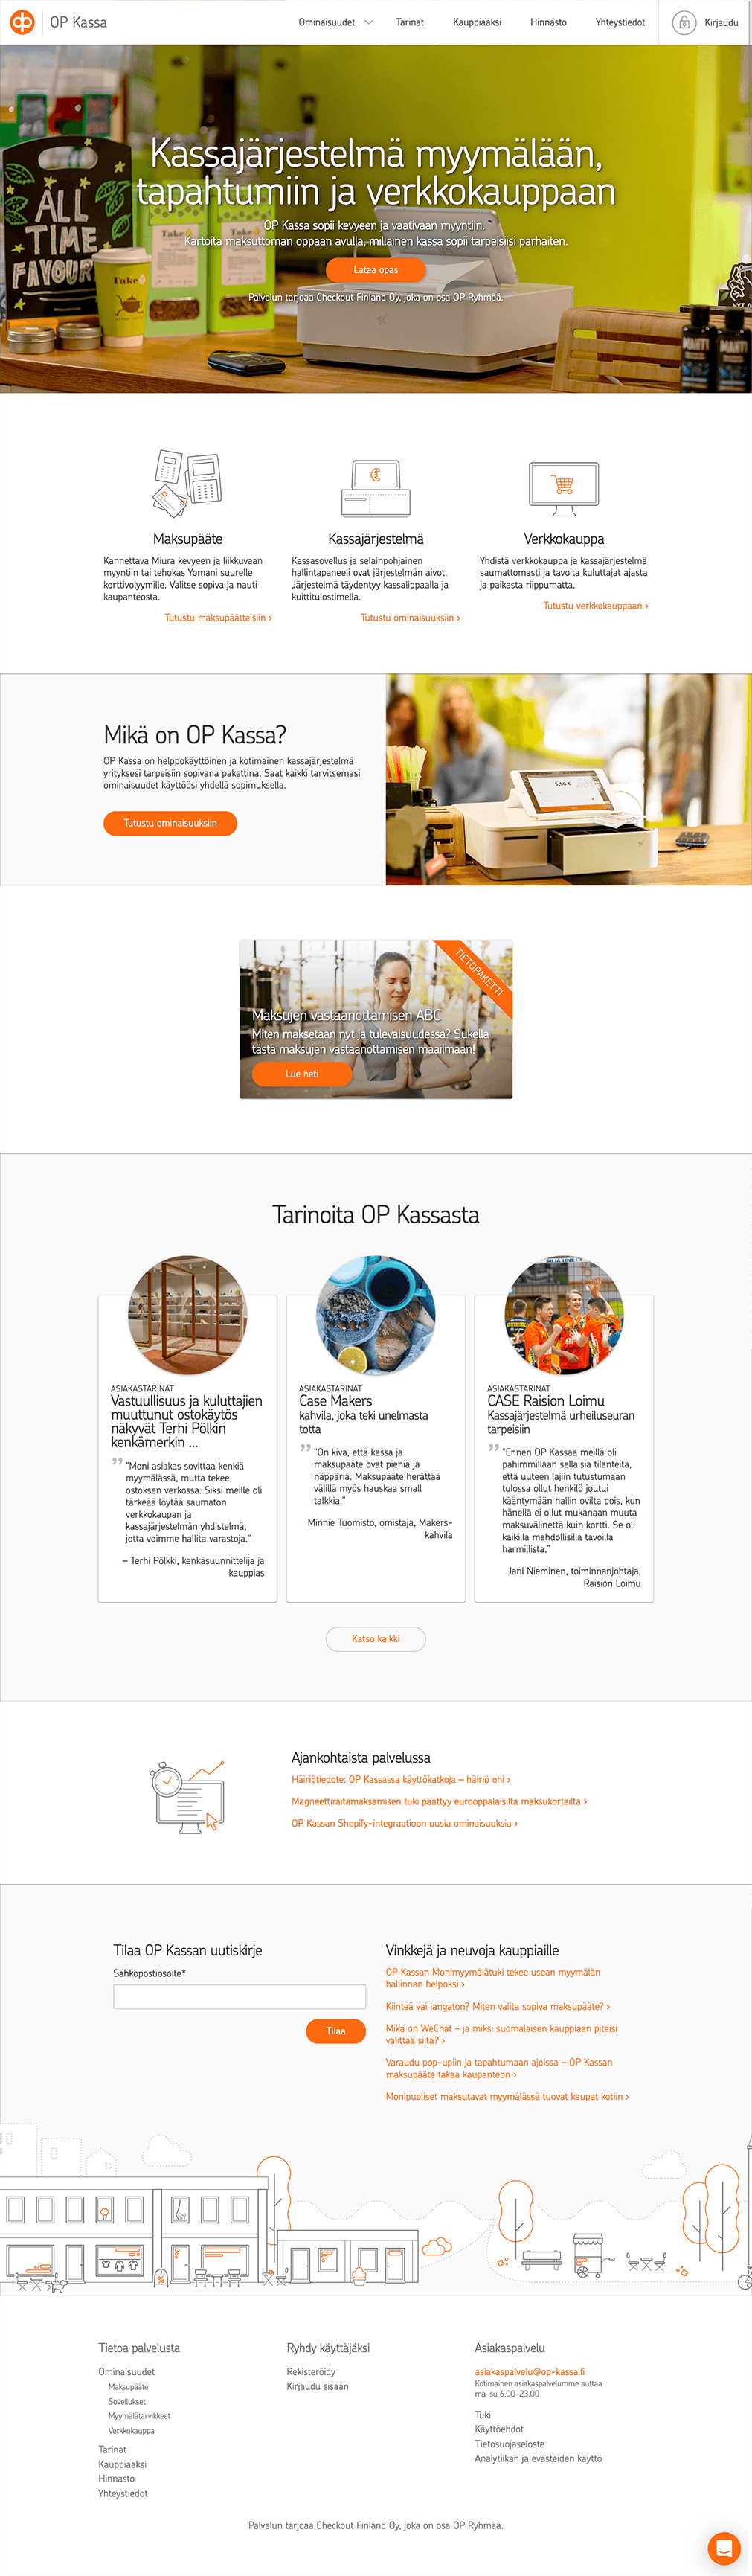 OP Kassa
Ominaisuudet
Tarinat
Kauppiaaksi
Hinnasto
Yhteystiedot
Kirjaudu
ALL
TIME
FAVOUR
Take
Kassajärjestelmä myymälään,
tapahtumiin ja verkkokauppaan
OP Kassa sopii kevyeen ja vaativaan myyntiin.
Kartoita maksuttoman oppaan avulla, millainen kassa sopii tarpeisiisi parhaiten.
Lataa opas
Palvelun tarjoaa Checkout Finland Oy, joka on osa OP Ryhmää.
Maksupääte
Kannettava Miura kevyeen ja liikkuvaan
myyntiin tai tehokas Yomani suurelle
korttivolyymille. Valitse sopiva ja nauti
kaupanteosta.
Tutustu maksupäätteisiin ›
Kassajärjestelmä
Kassasovellus ja selainpohjainen
hallintapaneeli ovat järjestelmän aivot.
Järjestelmä täydentyy kassalippaalla ja
kuittitulostimella.
Tutustu ominaisuuksiin ›
Verkkokauppa
Yhdistä verkkokauppa ja kassajärjestelmä
saumattomasti ja tavoita kuluttajat ajasta
ja paikasta riippumatta.
Tutustu verkkokauppaan ›
Mikä on OP Kassa?
OP Kassa on helppokäyttöinen ja kotimainen kassajärjestelmä
yrityksesi tarpeisiin sopivana pakettina. Saat kaikki tarvitsemasi
ominaisuudet käyttöösi yhdellä sopimuksella.
Tutustu ominaisuuksiin
TIETOPAKETTI
Maksujen vastaanottamisen ABC
Miten maksetaan nyt ja tulevaisuudessa? Sukella
tästä maksujen vastaanottamisen maailmaan!
Lue heti
Tarinoita OP Kassasta
ASIAKASTARINAT
Vastuullisuus ja kuluttajien
muuttunut ostokäytös
näkyvät Terhi Pölkin
kenkämerkin ...
"Moni asiakas sovittaa kenkiä
myymälässä, mutta tekee
ostoksen verkossa. Siksi meille oli
tärkeää löytää saumaton
verkkokaupan ja
kassajärjestelmän yhdistelmä,
jotta voimme hallita varastoja."
– Terhi Pölkki, kenkäsuunnittelija ja
kauppias
ASIAKASTARINAT
Case Makers
kahvila, joka teki unelmasta
totta
"On kiva, että kassa ja
maksupääte ovat pieniä ja
näppäriä. Maksupääte herättää
välillä myös hauskaa small
talkkia."
Minnie Tuomisto, omistaja, Makers-
kahvila
ASIAKASTARINAT
CASE Raision Loimu
Kassajärjestelmä urheiluseuran
tarpeisiin
"Ennen OP Kassaa meillä oli
pahimmillaan sellaisia tilanteita,
että uuteen lajiin tutustumaan
tulossa ollut henkilö joutui
kääntymään hallin ovilta pois, kun
hänellä ei ollut mukanaan muuta
maksuvälinettä kuin kortti. Se oli
kaikilla mahdollisilla tavoilla
harmillista."
Jani Nieminen, toiminnanjohtaja,
Raision Loimu
Katso kaikki
Ajankohtaista palvelussa
Häiriötiedote: OP Kassassa käyttökatkoja – häiriö ohi ›
Magneettiraitamaksamisen tuki päättyy eurooppalaisilta maksukorteilta ›
OP Kassan Shopify-integraatioon uusia ominaisuuksia ›
Tilaa OP Kassan uutiskirje
Sähköpostiosoite*
Tilaa
Vinkkejä ja neuvoja kauppiaille
OP Kassan Monimyymälätuki tekee usean myymälän
hallinnan helpoksi ›
Kiinteä vai langaton? Miten valita sopiva maksupääte? ›
Mikä on WeChat – ja miksi suomalaisen kauppiaan pitäisi
välittää siitä? ›
Varaudu pop-upiin ja tapahtumaan ajoissa – OP Kassan
maksupääte takaa kaupanteon ›
Monipuoliset maksutavat myymälässä tuovat kaupat kotiin ›
Tietoa palvelusta
Ominaisuudet
Maksupääte
Sovellukset
Myymälätarvikkeet
Verkkokauppa
Tarinat
Kauppiaaksi
Hinnasto
Yhteystiedot
Ryhdy käyttäjäksi
Rekisteröidy
Kirjaudu sisään
Asiakaspalvelu
asiakaspalvelu@op-kassa.fi
Kotimainen asiakaspalvelumme auttaa
ma–su 6.00–23.00
Tuki
Käyttöehdot
Tietosuojaseloste
Analytiikan ja evästeiden käyttö
Palvelun tarjoaa Checkout Finland Oy, joka on osa OP Ryhmää.